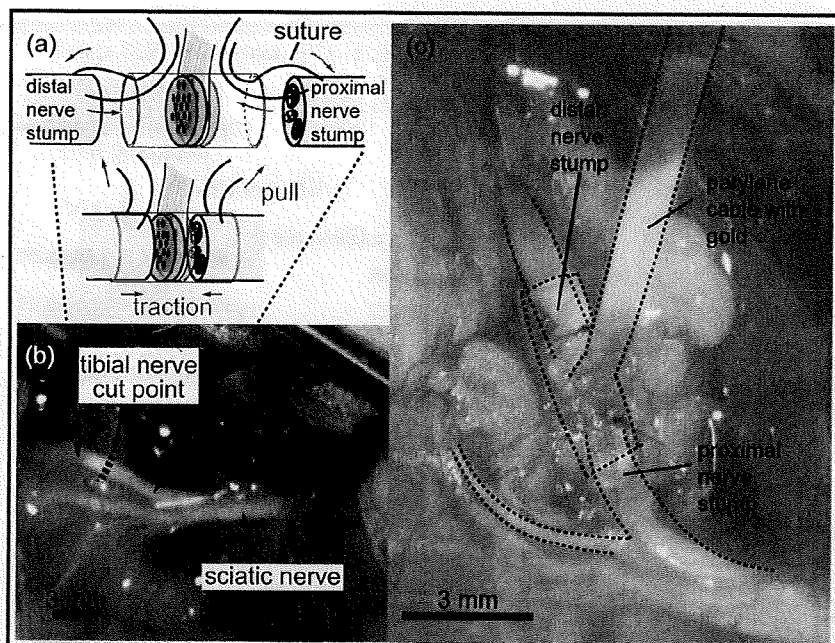 (a)
suture
distal
nerve
stump
proximal
nerve
stump
pull
traction
(b)
tibial nerve
cut point
sciatic nerve
(c)
distal
nerve
stump
parylene
cable with
gold
proximal
nerve
stump
3 mm